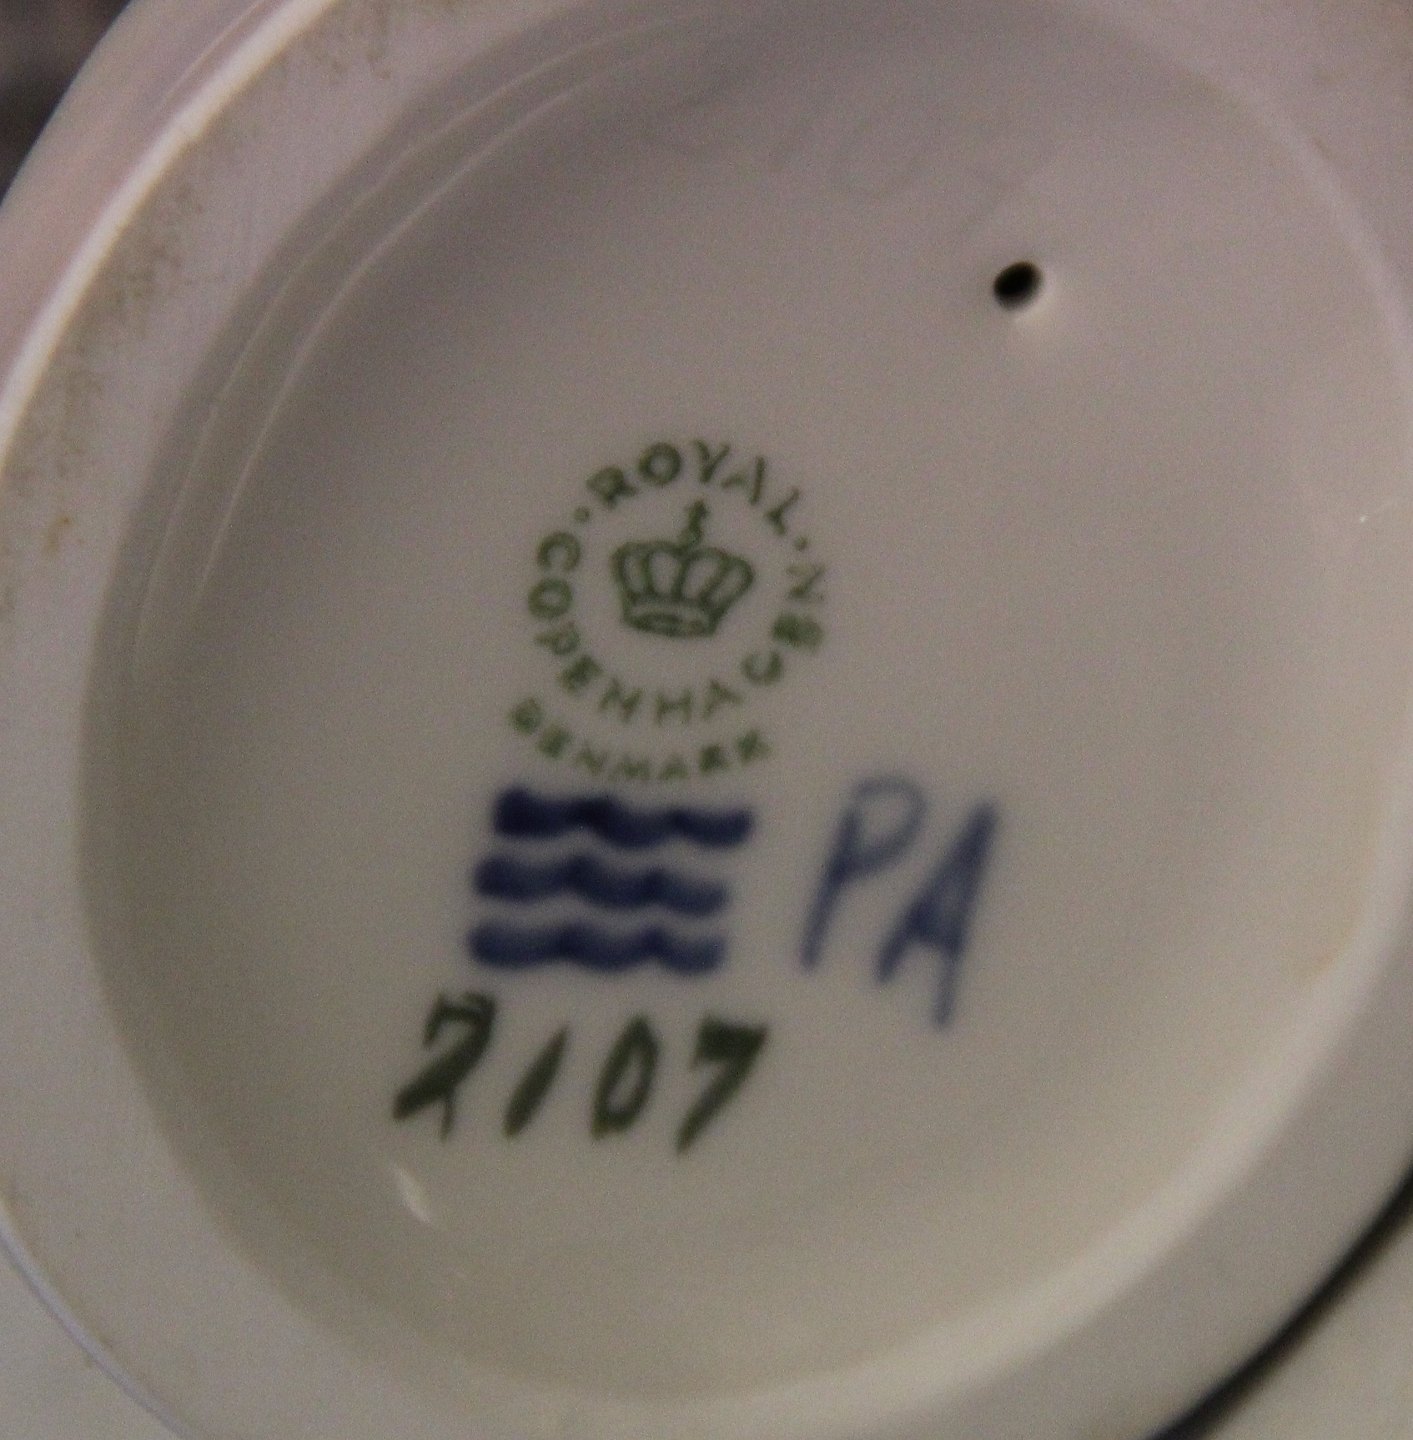 ROYAL
COPENHAGEN
DENMARK
PA
2107